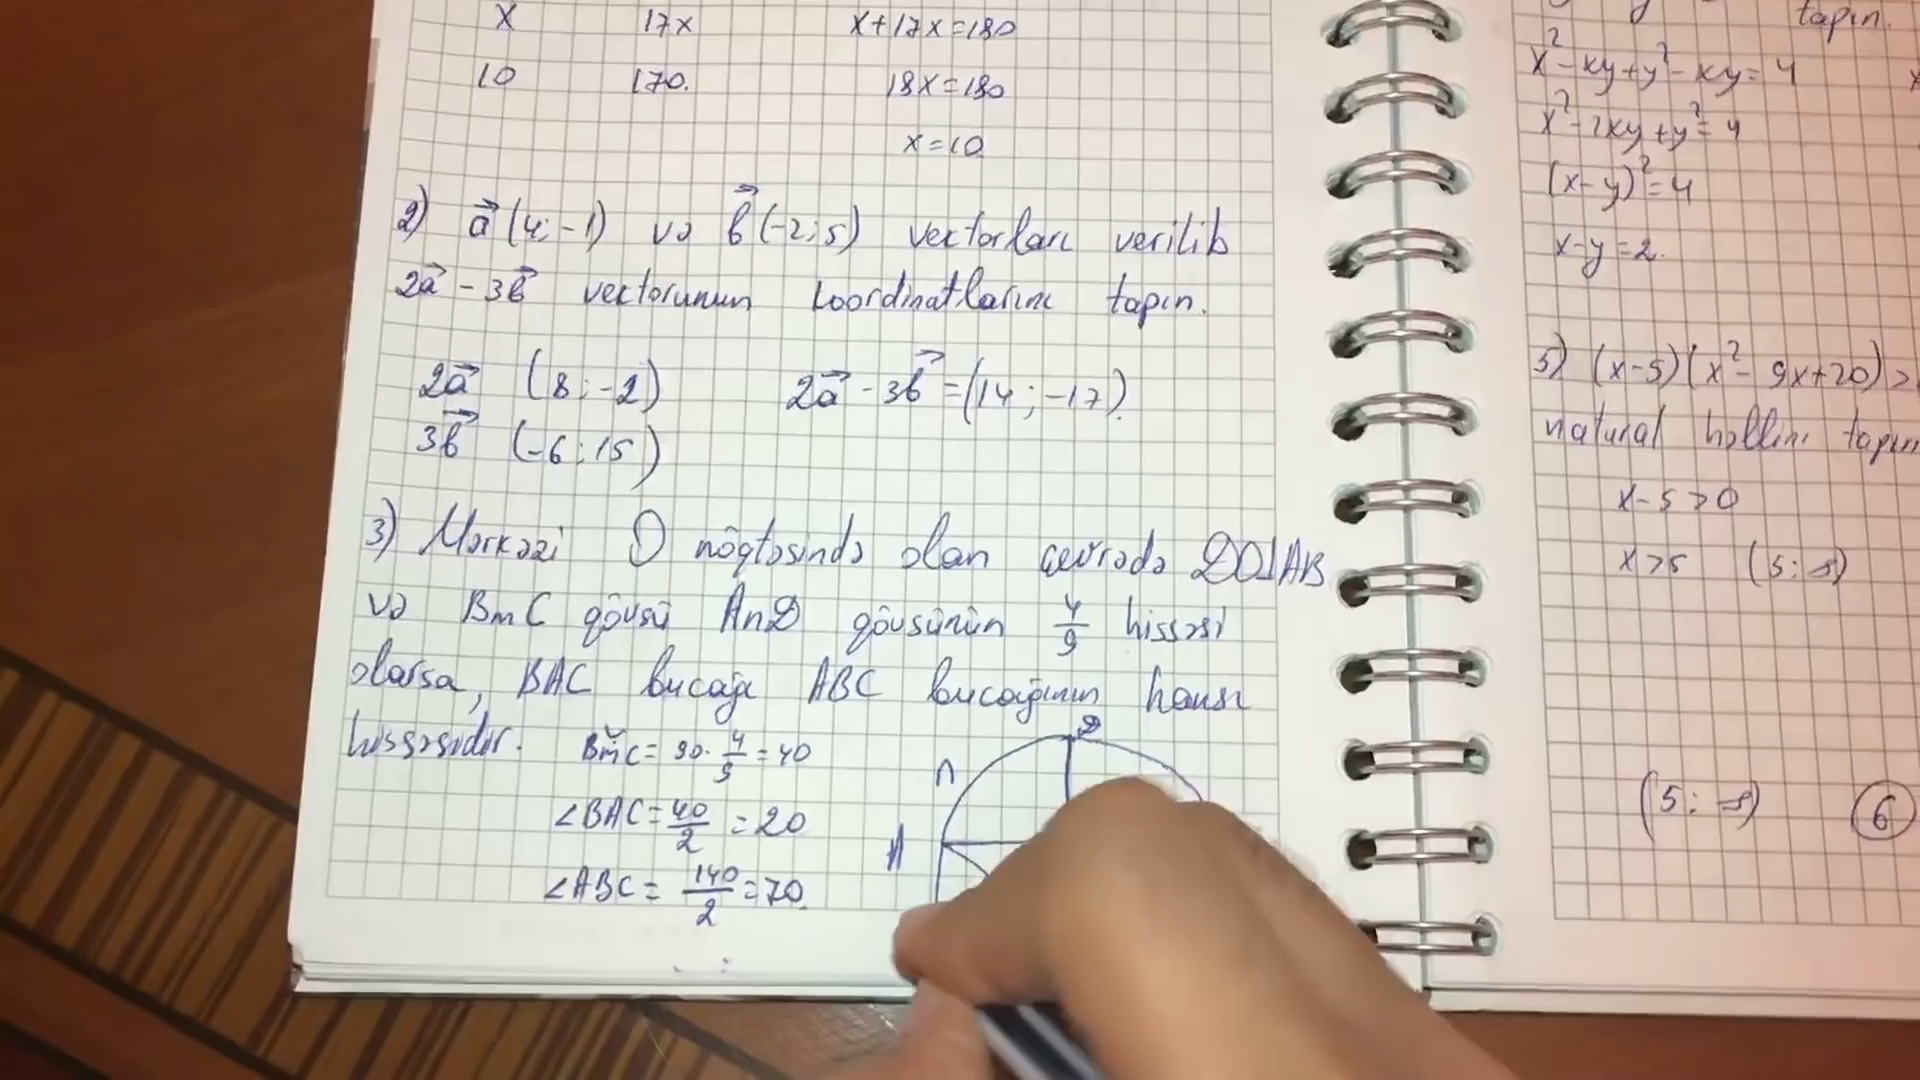 x 17x x+17x=180
10 170. 18x=180
x=10
2) a⃗(4;-1) və b⃗(-2;5) vektorları verilib
2a⃗-3b⃗ vektorunun koordinatlarını tapın.
2a⃗ (8;-2) 2a⃗-3b⃗=(14;-17).
3b⃗ (-6;15)
3) Mərkəzi O nöqtəsində olan çevrədə DO⊥AB
və BmC qövsü AnD qövsünün 4/9 hissəsi
olarsa, BAC bucağı ABC bucağının hansı
hissəsidir. BmC=90·4/9=40
∠BAC=40/2=20
∠ABC=140/2=70.
D
n
A
tapın.
x²-xy+y²-xy=4
x²-2xy+y²=4
(x-y)²=4
x-y=2.
5) (x-5)(x²-9x+20)>
natural həllini tapın
x-5>0
x>5 (5;∞)
(5;∞) 6